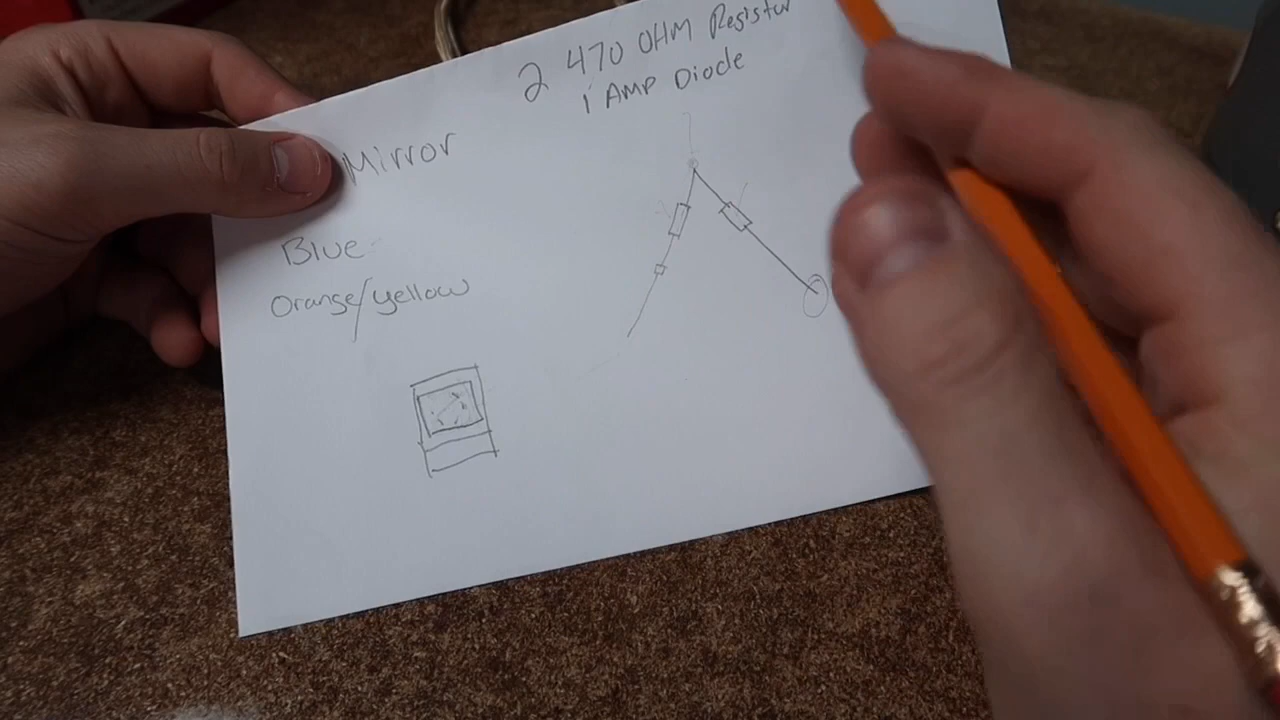 2 470 OHM Resistor
1 AMP Diode
Mirror
Blue
Orange/yellow